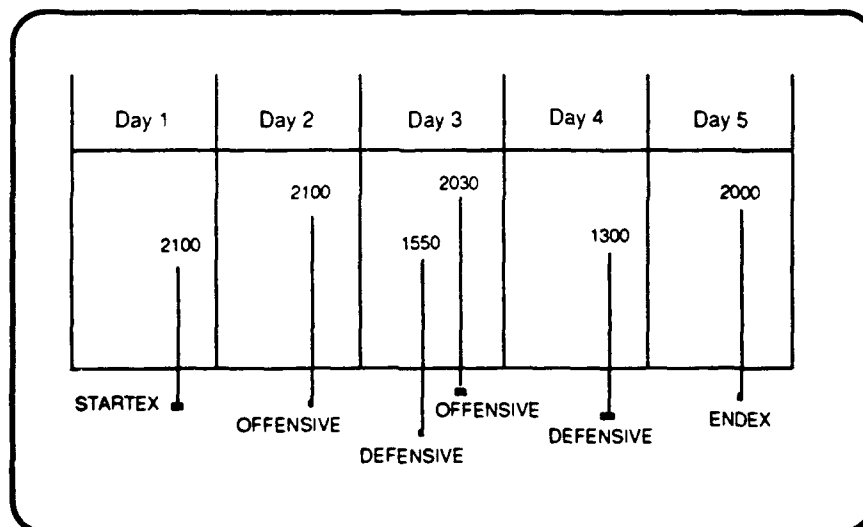 Day 1 Day 2 Day 3 Day 4 Day 5
2100 2100 1550 2030 1300 2000
STARTEX OFFENSIVE DEFENSIVE OFFENSIVE DEFENSIVE ENDEX